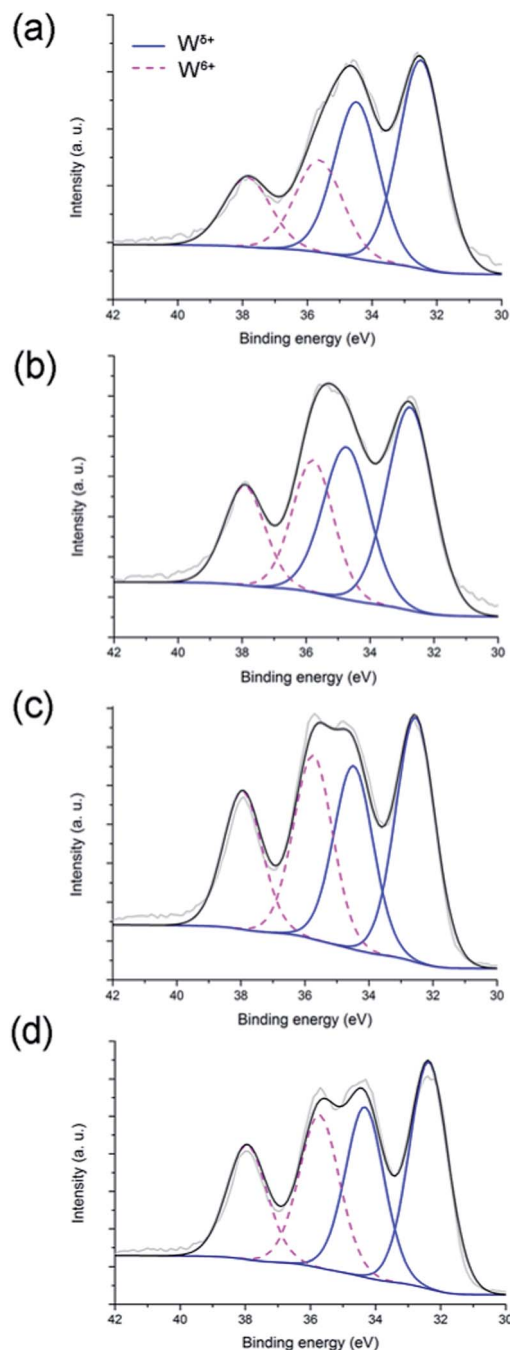 (a)
W^δ+
W^6+
Intensity (a. u.)
42 40 38 36 34 32 30
Binding energy (eV)
(b)
Intensity (a. u.)
42 40 38 36 34 32 30
Binding energy (eV)
(c)
Intensity (a. u.)
42 40 38 36 34 32 30
Binding energy (eV)
(d)
Intensity (a. u.)
42 40 38 36 34 32 30
Binding energy (eV)